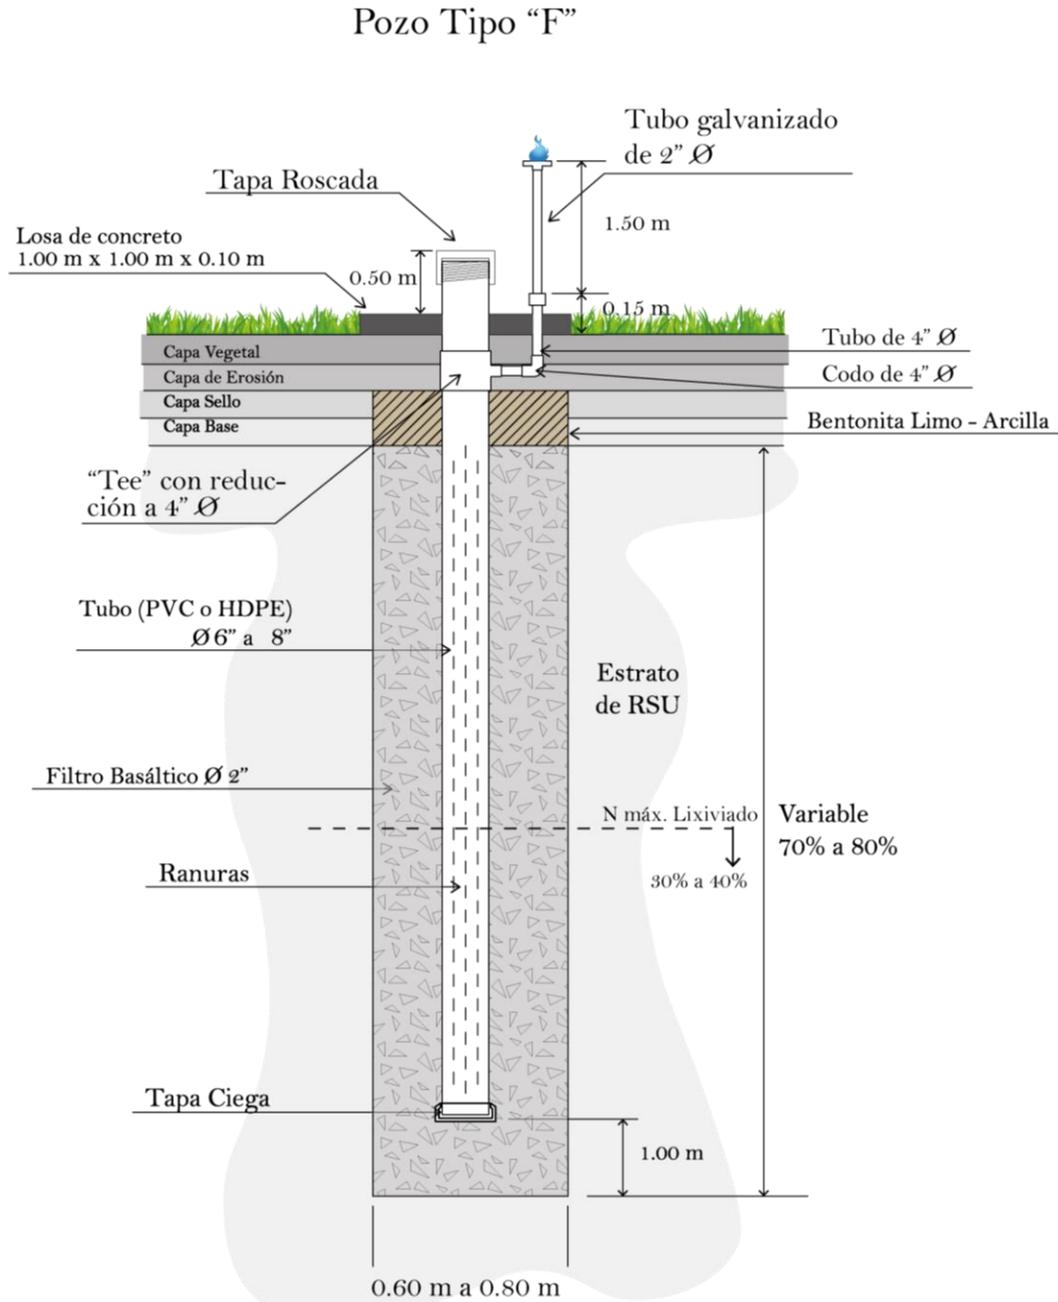 Pozo Tipo “F”
Tubo galvanizado
de 2” Ø
Tapa Roscada
1.50 m
Losa de concreto
1.00 m x 1.00 m x 0.10 m
0.50 m
0.15 m
Tubo de 4” Ø
Capa Vegetal
Codo de 4” Ø
Capa de Erosión
Capa Sello
Bentonita Limo - Arcilla
Capa Base
“Tee” con reduc-
ción a 4” Ø
Tubo (PVC o HDPE)
Ø 6” a 8”
Estrato
de RSU
Filtro Basáltico Ø 2”
N máx. Lixiviado
Variable
70% a 80%
30% a 40%
Ranuras
Tapa Ciega
1.00 m
0.60 m a 0.80 m